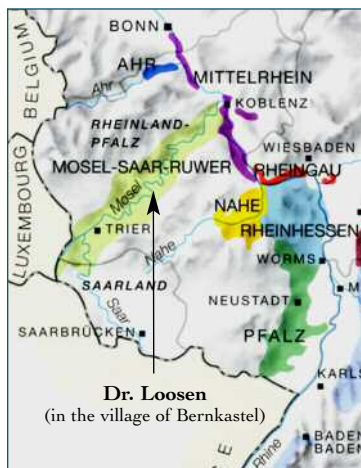 BONN
BELGIUM
AHR
Ahr
MITTELRHEIN
KOBLENZ
RHEINLAND-
PFALZ
WIESBADEN
LUXEMBOURG
MOSEL-SAAR-RUWER
RHEINGAU
Mosel
NAHE
RHEINHESSEN
TRIER
Nahe
WORMS
SAARLAND
Saar
NEUSTADT
M
SAARBRÜCKEN
PFALZ
KARLS
Dr. Loosen
(in the village of Bernkastel)
Rhine
E
BADEN
BADE